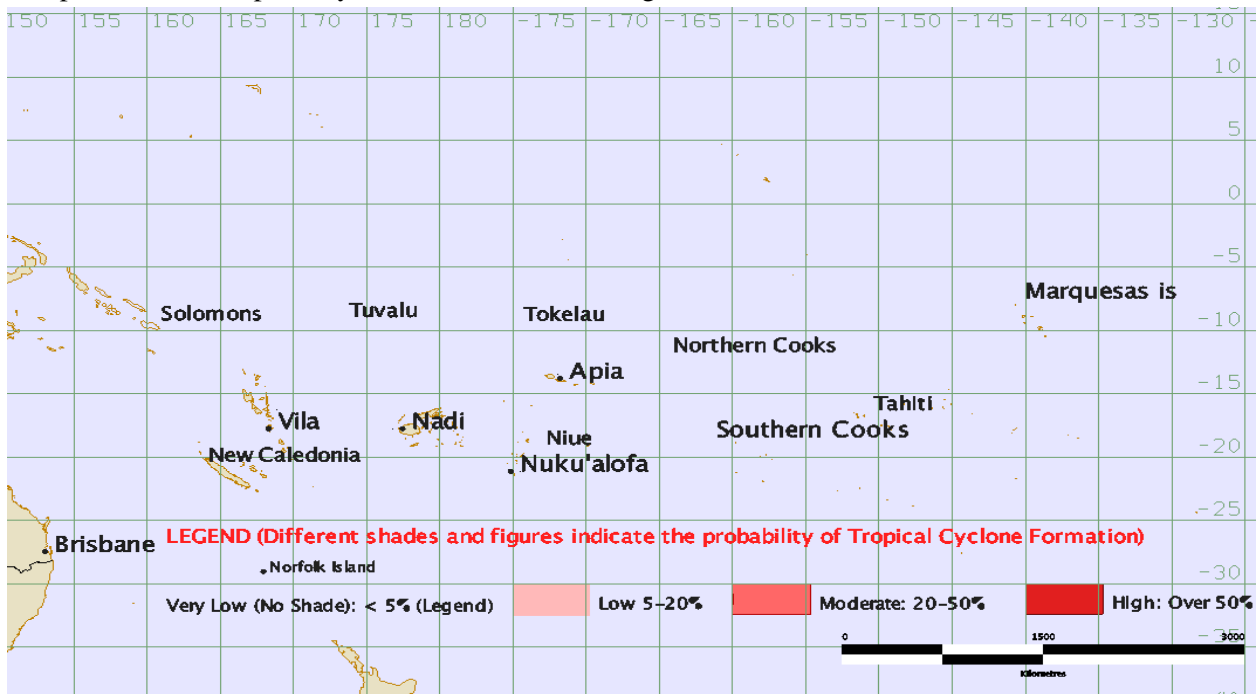 150 160 165 170 175 180 -175 -170 -165 -160 -155 -150 -145 -140 -135 -130
10
5
0
-5
Marquesas is
Solomons Tuvalu Tokelau
-10
Northern Cooks
Apia
-15
Tahiti
Vila Nadi Southern Cooks
Niue
New Caledonia
Nuku'alofa
-20
-25
LEGEND (Different shades and figures indicate the probability of Tropical Cyclone Formation)
Brisbane
Norfolk Island
-30
Very Low (No Shade): < 5% (Legend) Low 5-20% Moderate: 20-50% High: Over 50%
0 1500 3000
-35
Kilometres